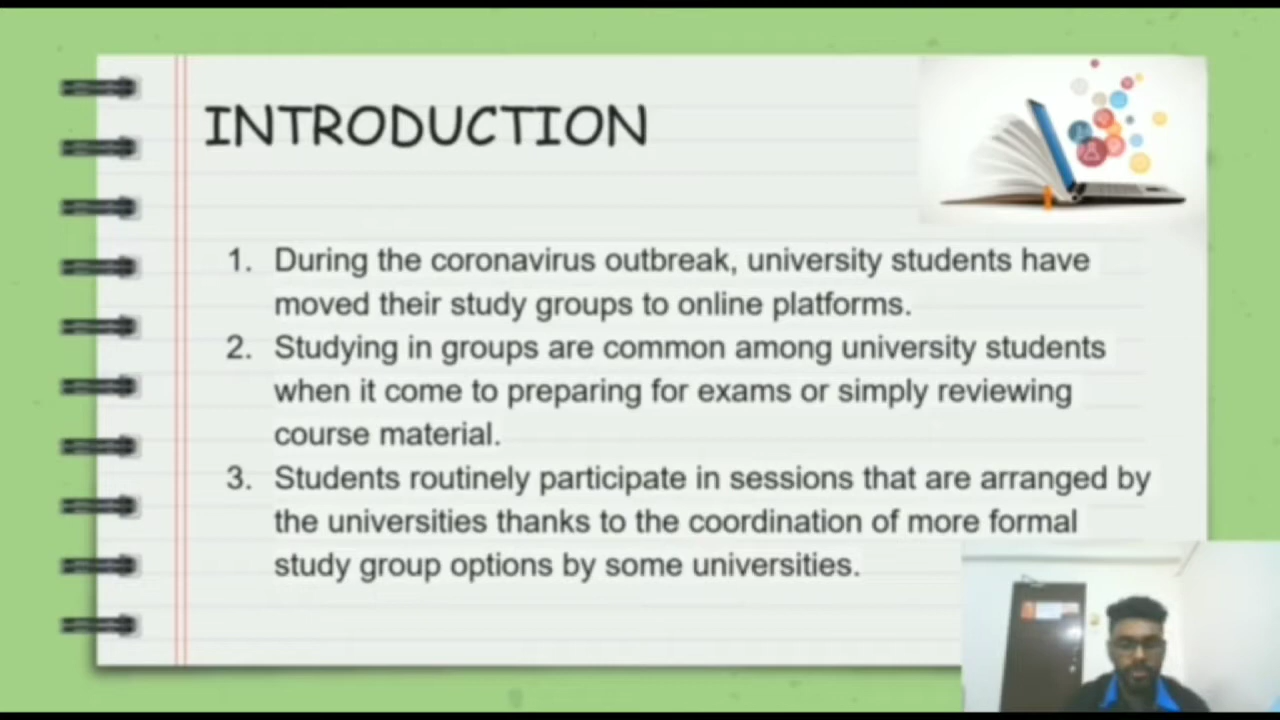 INTRODUCTION
1. During the coronavirus outbreak, university students have
moved their study groups to online platforms.
2. Studying in groups are common among university students
when it come to preparing for exams or simply reviewing
course material.
3. Students routinely participate in sessions that are arranged by
the universities thanks to the coordination of more formal
study group options by some universities.